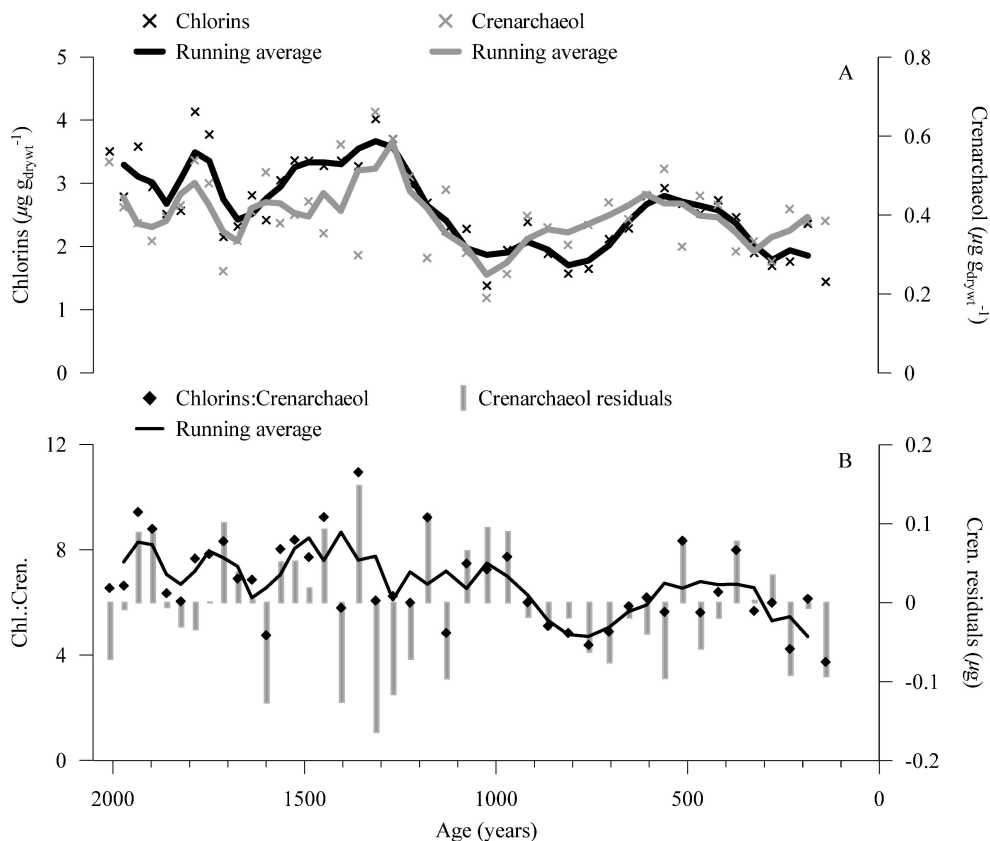 Chlorins
Crenarchaeol
Running average
Running average
A
5
4
3
2
1
0
Chlorins (µg g_drywt^-1)
0.8
0.6
0.4
0.2
0
Crenarchaeol (µg g_drywt^-1)
Chlorins:Crenarchaeol
Crenarchaeol residuals
Running average
B
12
8
4
0
Chl.:Cren.
0.2
0.1
0
-0.1
-0.2
Cren. residuals (µg)
2000
1500
1000
500
0
Age (years)